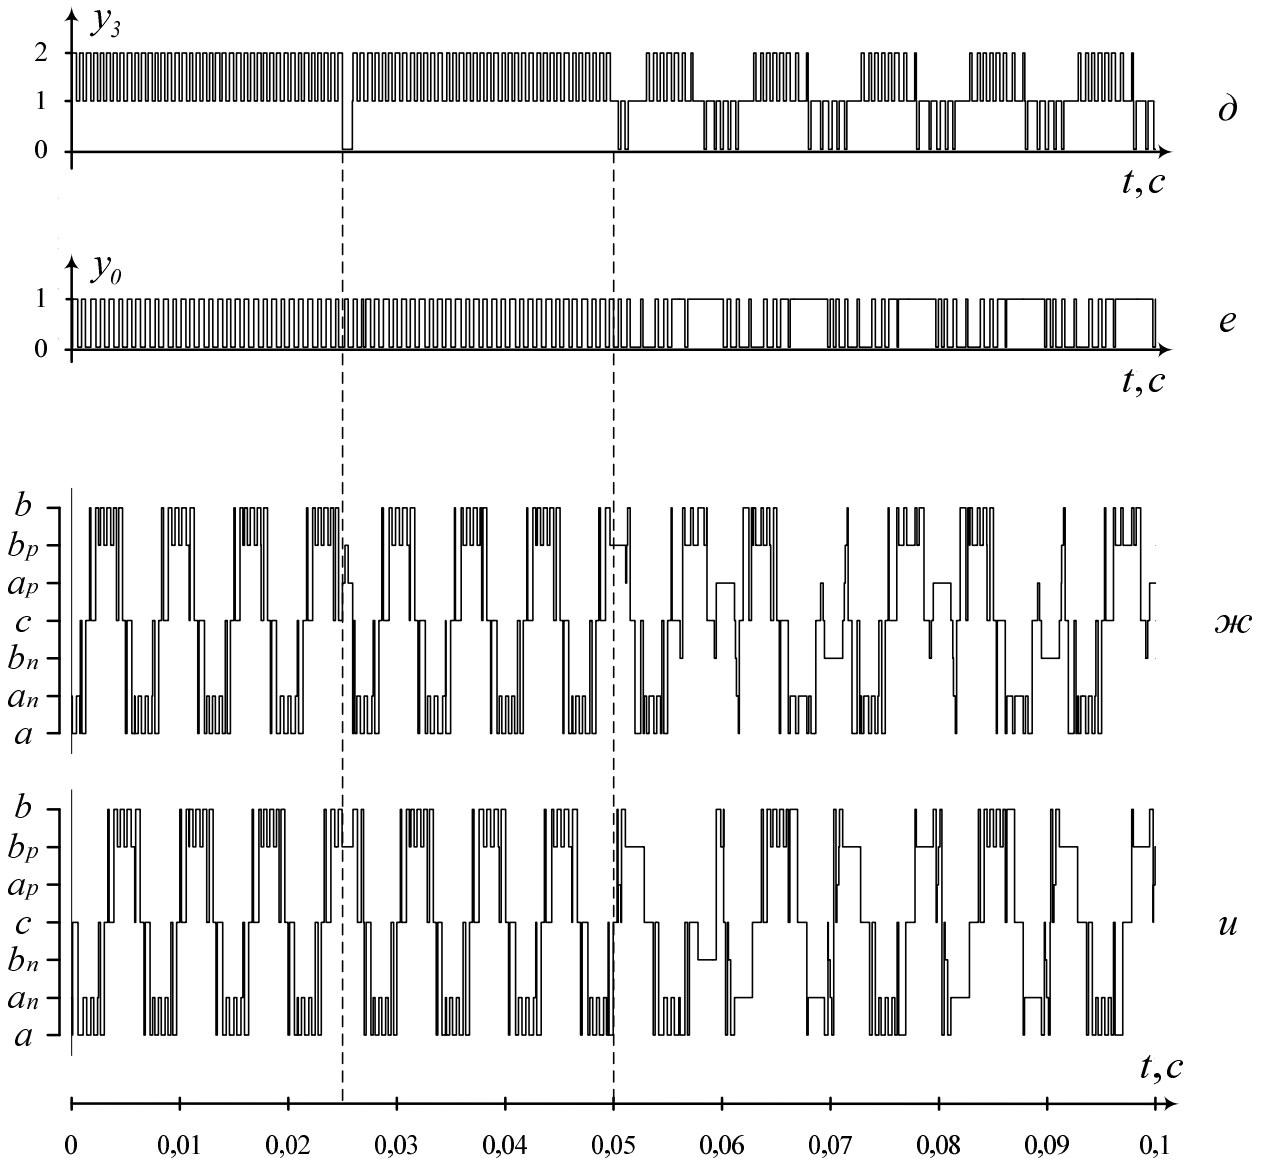 y₃
2
1
0
д
t,c
y₀
1
0
е
t,c
b
bₚ
aₚ
c
bₙ
aₙ
a
ж
b
bₚ
aₚ
c
bₙ
aₙ
a
и
t,c
0 0,01 0,02 0,03 0,04 0,05 0,06 0,07 0,08 0,09 0,1